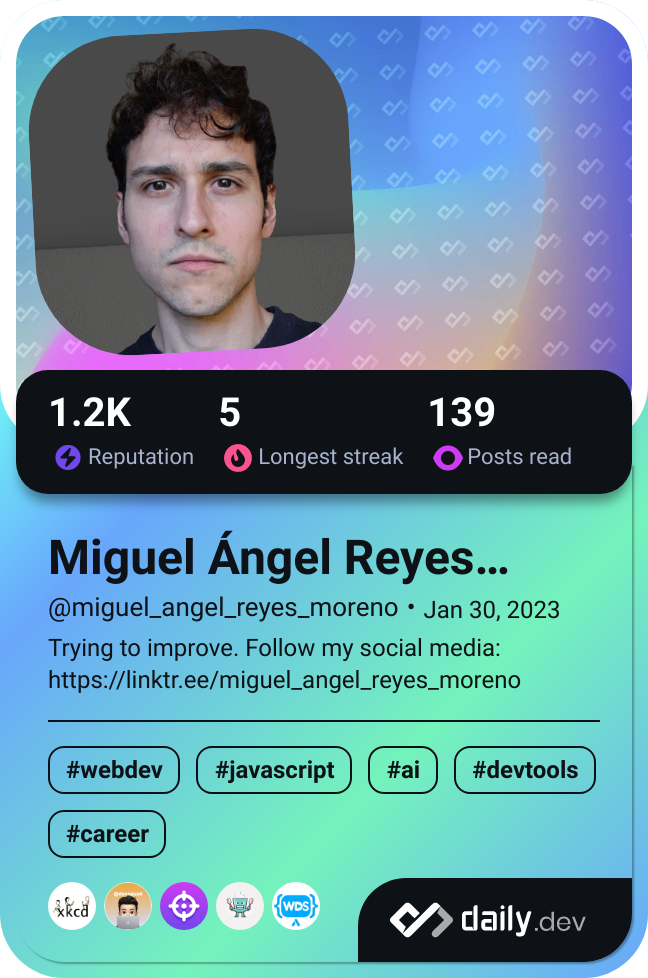 1.2K 5 139
Reputation Longest streak Posts read
Miguel Ángel Reyes…
@miguel_angel_reyes_moreno • Jan 30, 2023
Trying to improve. Follow my social media:
https://linktr.ee/miguel_angel_reyes_moreno
#webdev #javascript #ai #devtools
#career
xkcd WDS
daily.dev